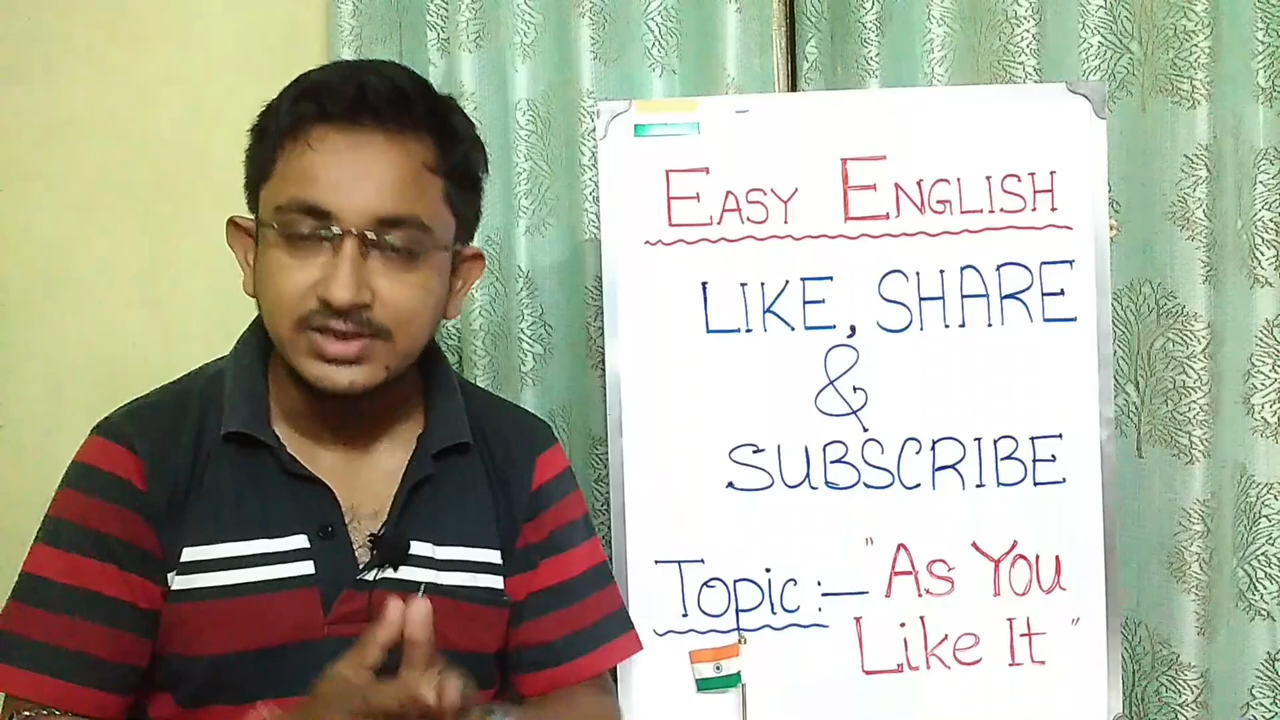 EASY ENGLISH
LIKE, SHARE
&
SUBSCRIBE
Topic:— "As You
Like It"